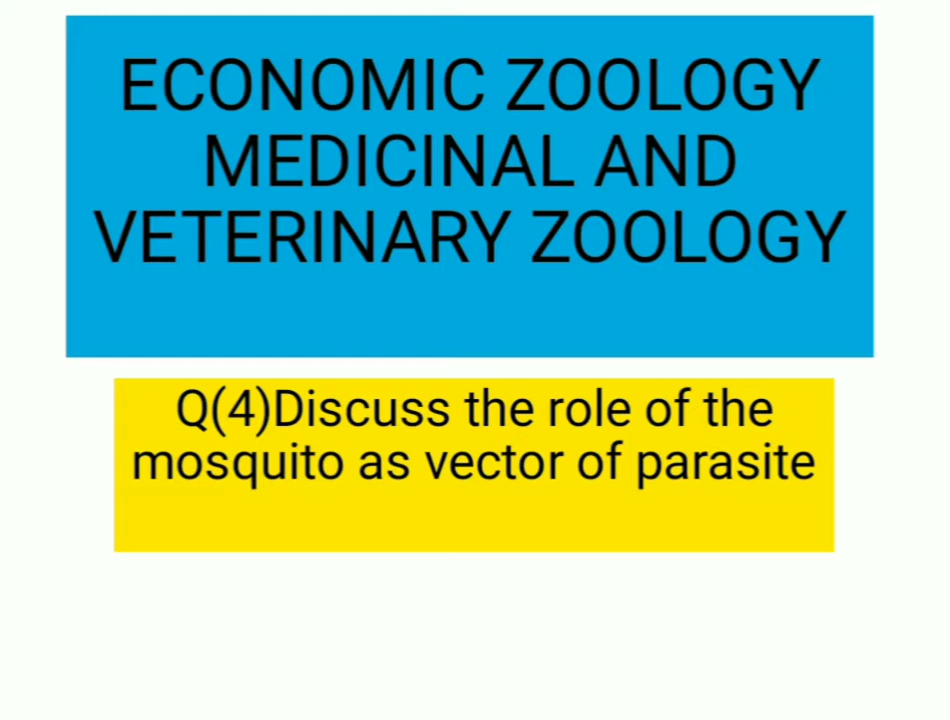 ECONOMIC ZOOLOGY
MEDICINAL AND
VETERINARY ZOOLOGY
Q(4)Discuss the role of the
mosquito as vector of parasite